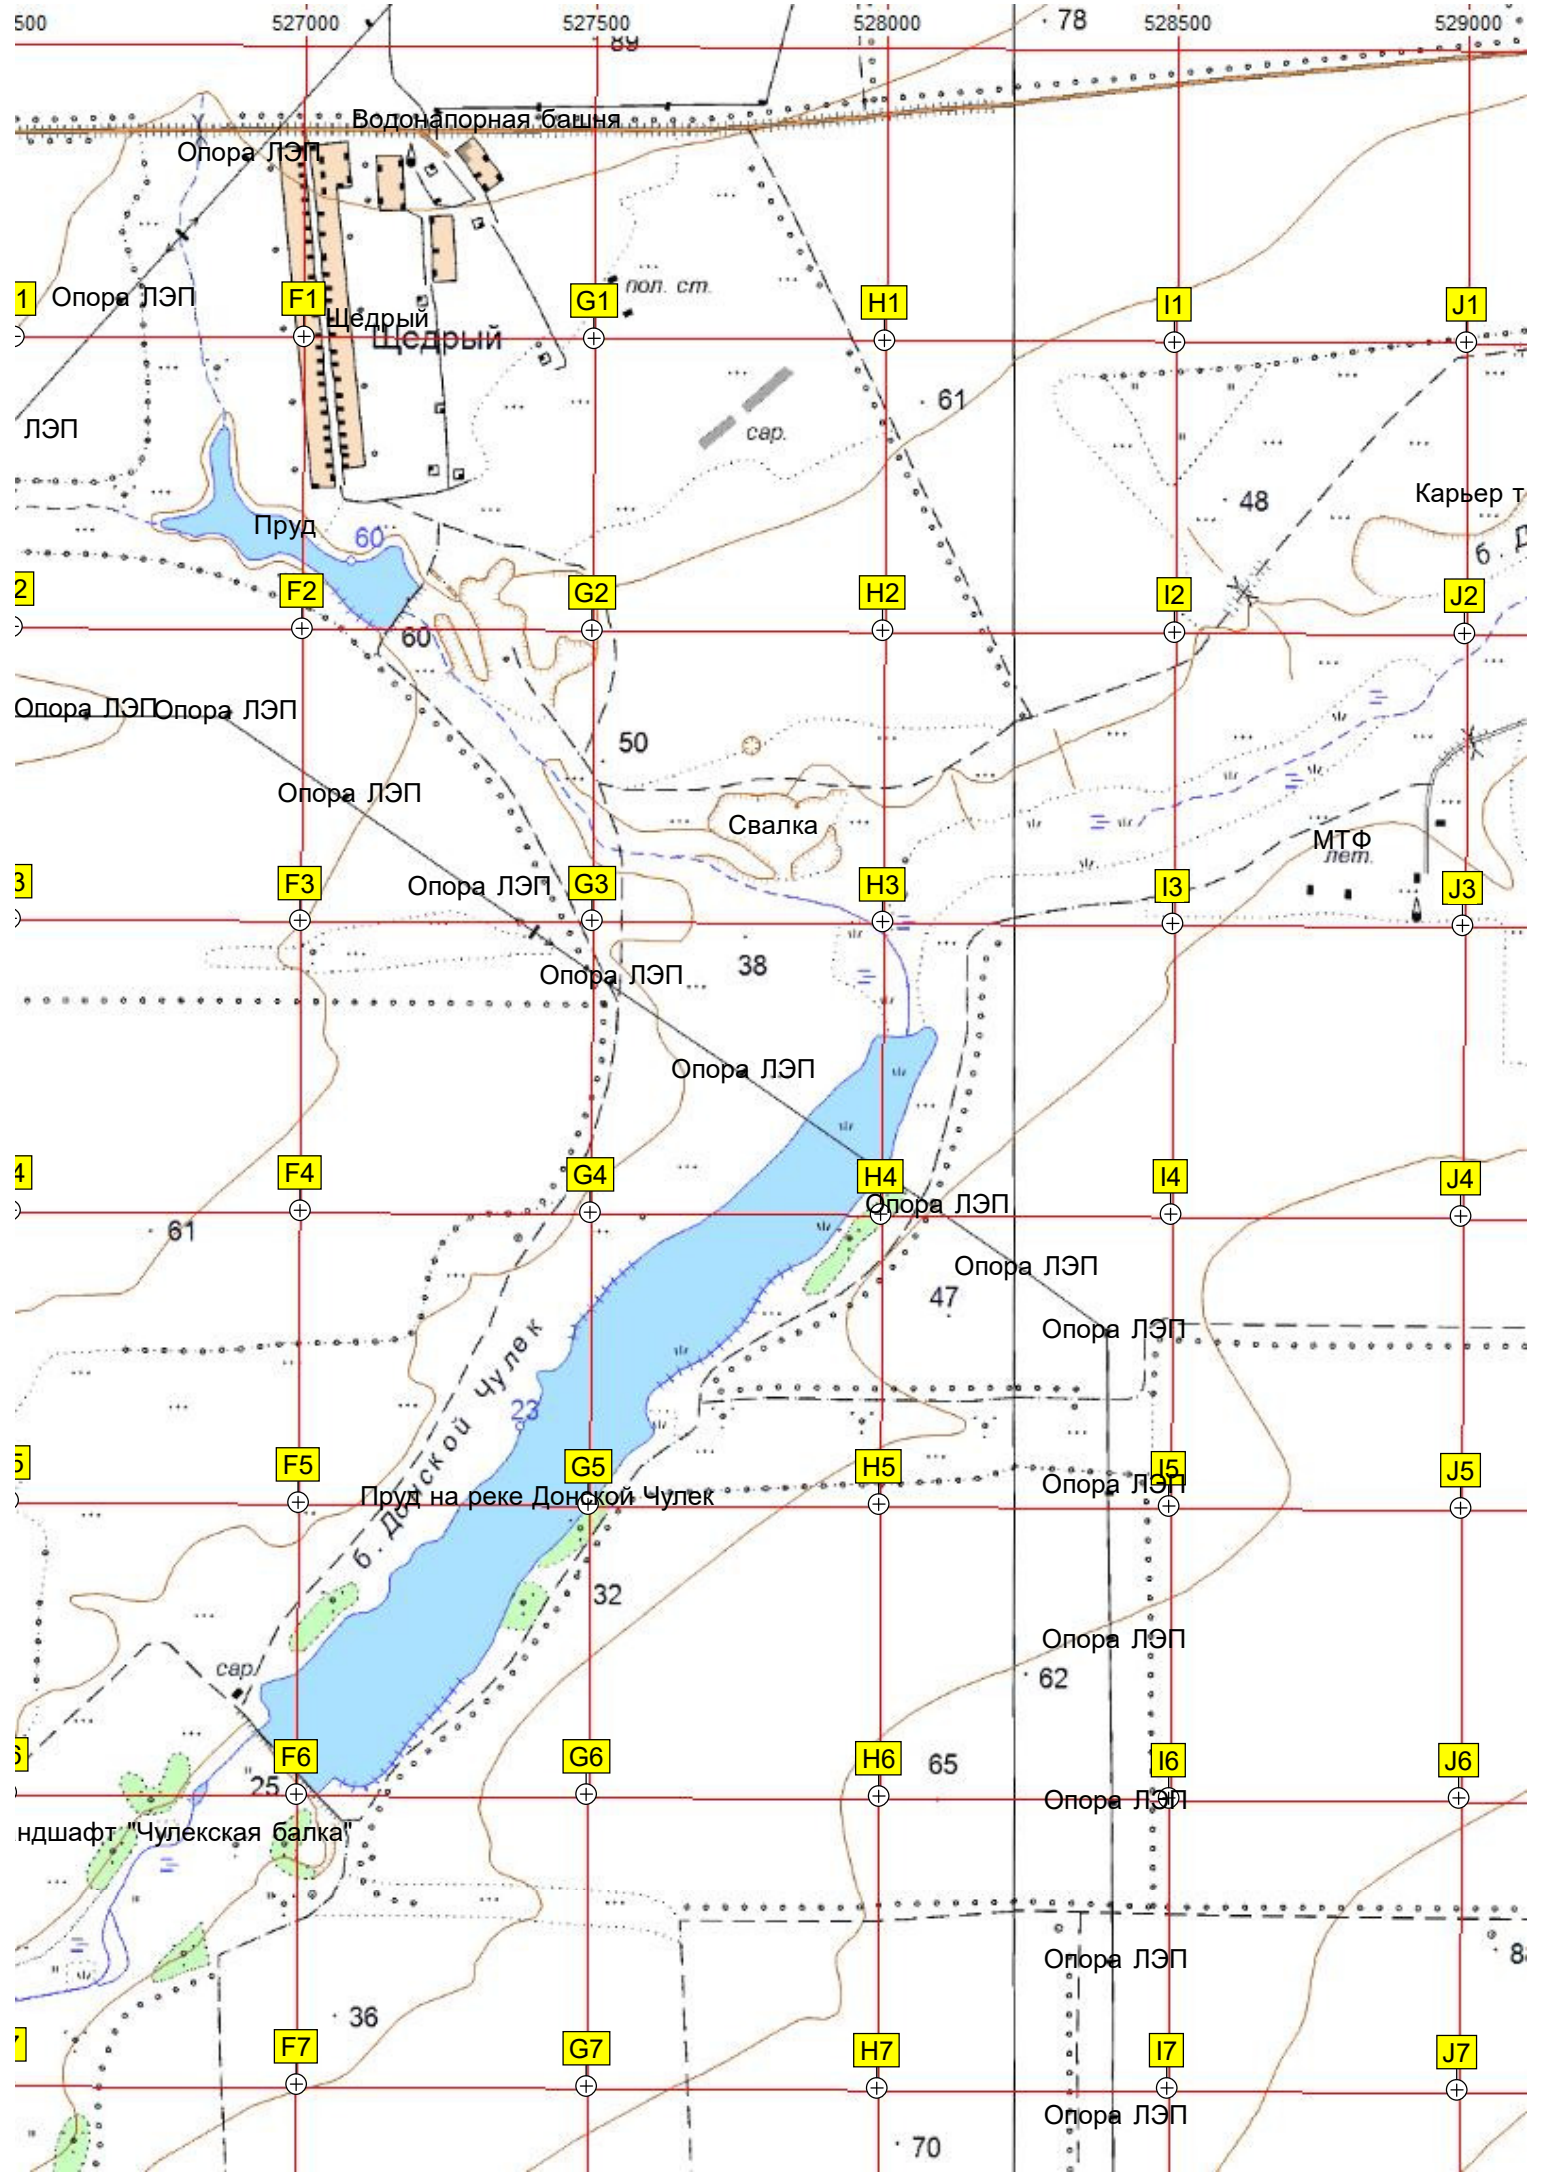 500 527000 527500 528000 528500 529000
78
89
Водонапорная башня
Опора ЛЭП
пол. ст.
1 Опора ЛЭП F1 G1 H1 I1 J1
Щедрый
Щедрый
61
ЛЭП
сар.
48
Карьер т
Пруд
60
б. Д
2 F2 G2 H2 I2 J2
60
Опора ЛЭП Опора ЛЭП
50
Опора ЛЭП
Свалка
МТФ
лет.
3 F3 Опора ЛЭП G3 H3 I3 J3
38
Опора ЛЭП
Опора ЛЭП
4 F4 G4 H4 I4 J4
Опора ЛЭП
61
Опора ЛЭП
47
Опора ЛЭП
б. Донской Чулек
23
5 F5 G5 H5 I5 J5
Опора ЛЭП
Пруд на реке Донской Чулек
32
Опора ЛЭП
сар.
62
6 F6 G6 H6 65 I6 J6
25
Опора ЛЭП
ндшафт "Чулекская балка"
Опора ЛЭП
36
7 F7 G7 H7 I7 J7
Опора ЛЭП
70